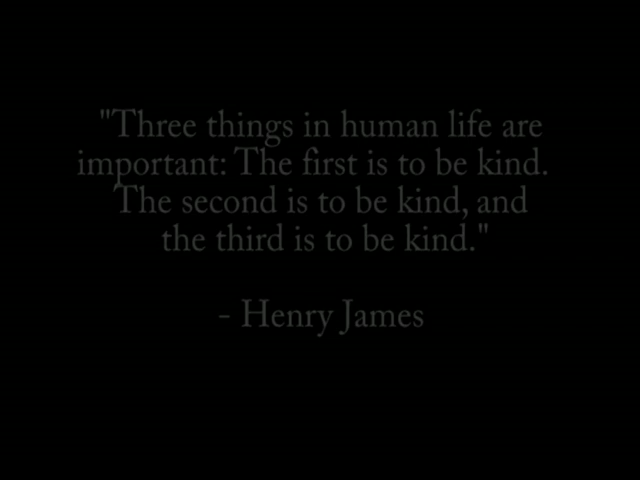 "Three things in human life are
important: The first is to be kind.
The second is to be kind, and
the third is to be kind."
- Henry James